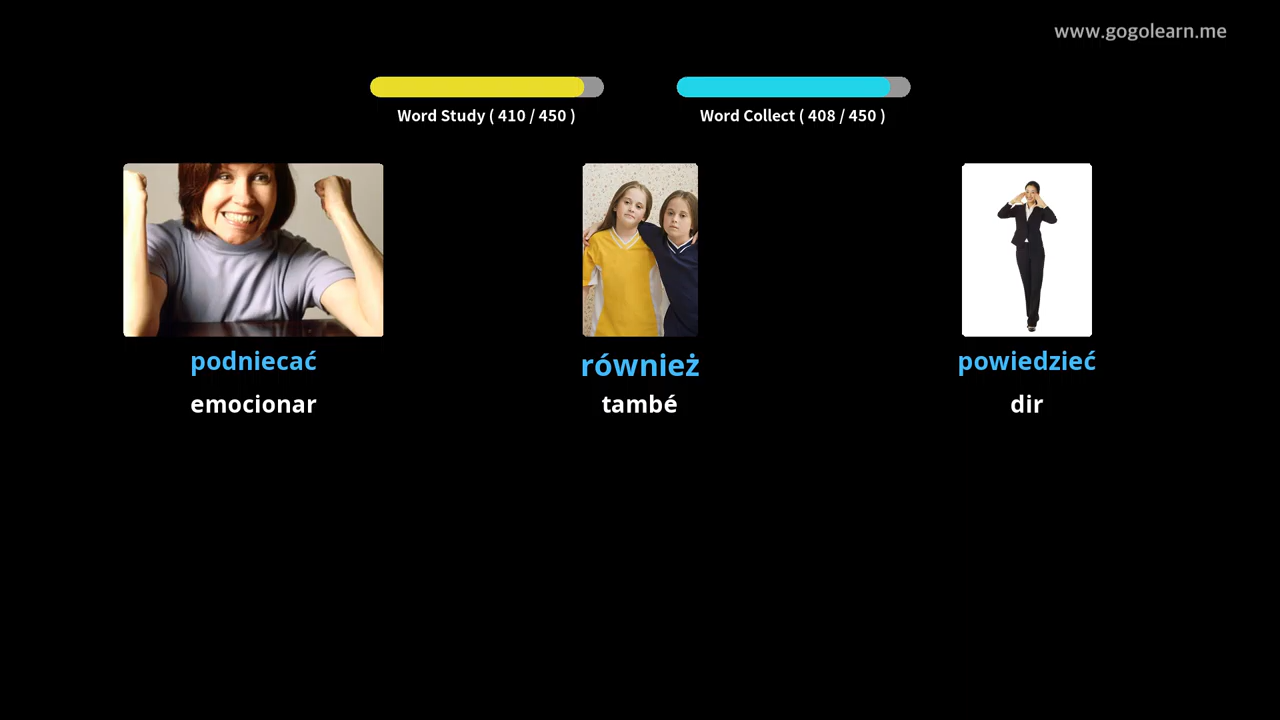 www.gogolearn.me
Word Study ( 410 / 450 )
Word Collect ( 408 / 450 )
podniecać
również
powiedzieć
emocionar
també
dir